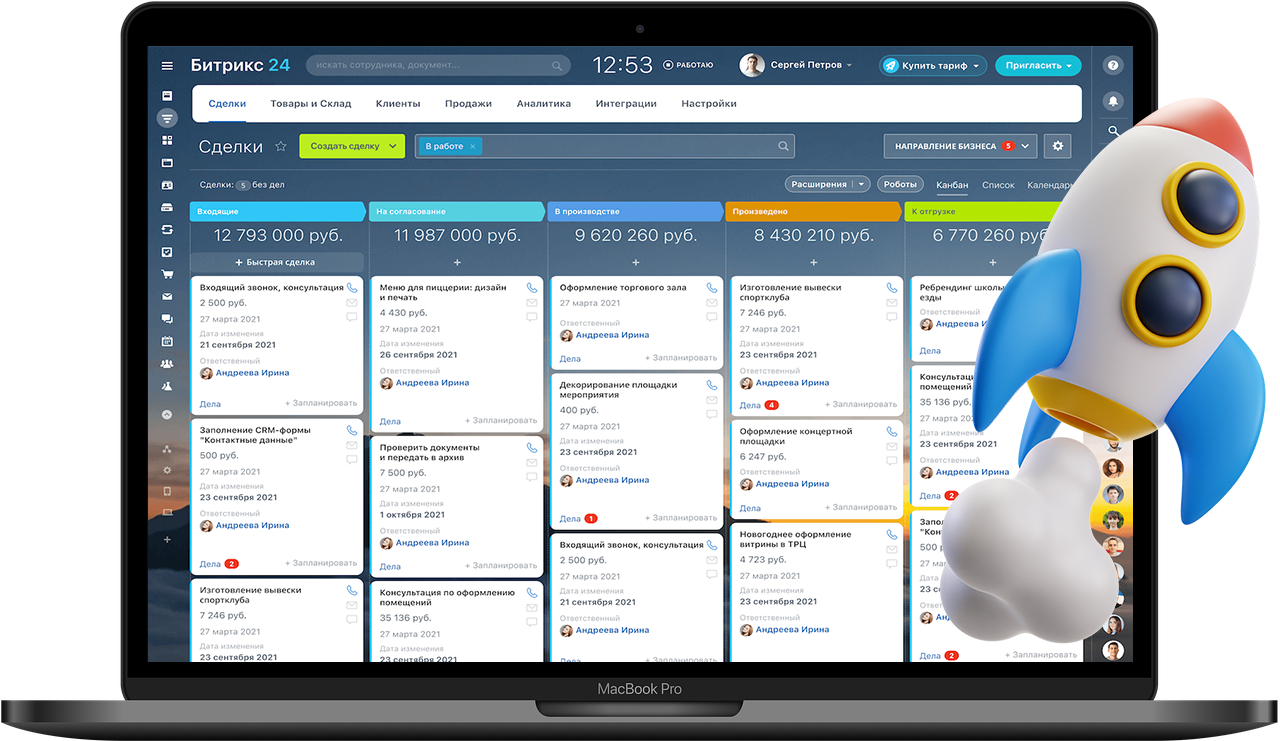 Битрикс 24
искать сотрудника, документ...
12:53
РАБОТАЮ
Сергей Петров
Купить тариф
Пригласить
Сделки
Товары и Склад
Клиенты
Продажи
Аналитика
Интеграции
Настройки
Сделки
Создать сделку
В работе ×
НАПРАВЛЕНИЕ БИЗНЕСА 5
Сделки: 5 без дел
Расширения
Роботы
Канбан
Список
Календарь
Входящие
12 793 000 руб.
+ Быстрая сделка
Входящий звонок, консультация
2 500 руб.
27 марта 2021
Дата изменения
21 сентября 2021
Ответственный
Андреева Ирина
Дела
+ Запланировать
Заполнение CRM-формы
"Контактные данные"
500 руб.
27 марта 2021
Дата изменения
23 сентября 2021
Ответственный
Андреева Ирина
Дела 2
+ Запланировать
Изготовление вывески
спортклуба
7 246 руб.
27 марта 2021
Дата изменения
23 сентября 2021
На согласование
11 987 000 руб.
+
Меню для пиццерии: дизайн
и печать
4 430 руб.
27 марта 2021
Дата изменения
26 сентября 2021
Ответственный
Андреева Ирина
Дела
+ Запланировать
Проверить документы
и передать в архив
7 500 руб.
27 марта 2021
Дата изменения
1 октября 2021
Ответственный
Андреева Ирина
Дела
+ Запланировать
Консультация по оформлению
помещений
35 136 руб.
27 марта 2021
Дата изменения
23 сентября 2021
В производстве
9 620 260 руб.
+
Оформление торгового зала
27 марта 2021
Ответственный
Андреева Ирина
Дела
+ Запланировать
Декорирование площадки
мероприятия
400 руб.
27 марта 2021
Дата изменения
23 сентября 2021
Ответственный
Андреева Ирина
Дела 1
+ Запланировать
Входящий звонок, консультация
2 500 руб.
27 марта 2021
Дата изменения
21 сентября 2021
Ответственный
Андреева Ирина
Дела
+ Запланировать
Произведено
8 430 210 руб.
+
Изготовление вывески
спортклуба
7 246 руб.
27 марта 2021
Дата изменения
23 сентября 2021
Ответственный
Андреева Ирина
Дела 4
+ Запланировать
Оформление концертной
площадки
6 247 руб.
Ответственный
Андреева Ирина
Дела
+ Запланировать
Новогоднее оформление
витрины в ТРЦ
4 723 руб.
27 марта 2021
Дата изменения
23 сентября 2021
Ответственный
Андреева Ирина
К отгрузке
6 770 260 руб.
+
Ребрендинг школы
езды
Ответственный
Андреева Ирина
Дела
Консультаци
помещений
35 136 руб.
27 марта 202
Дата изменения
23 сентября 2021
Ответственный
Андреева Ирина
Дела 2
Запол
"Кон
500 р
27 ма
Дата
23 с
Отве
Ан
Дела 2
+ Запланировать
MacBook Pro